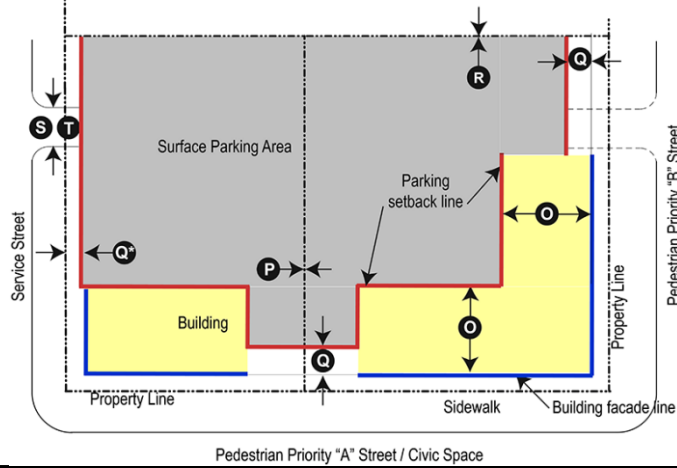 Q
R
S T
Surface Parking Area
Parking
setback line
O
Q*
P
Service Street
Pedestrian Priority "B" Street
Property Line
Building
O
Q
Property Line
Sidewalk
Building facade line
Pedestrian Priority "A" Street / Civic Space